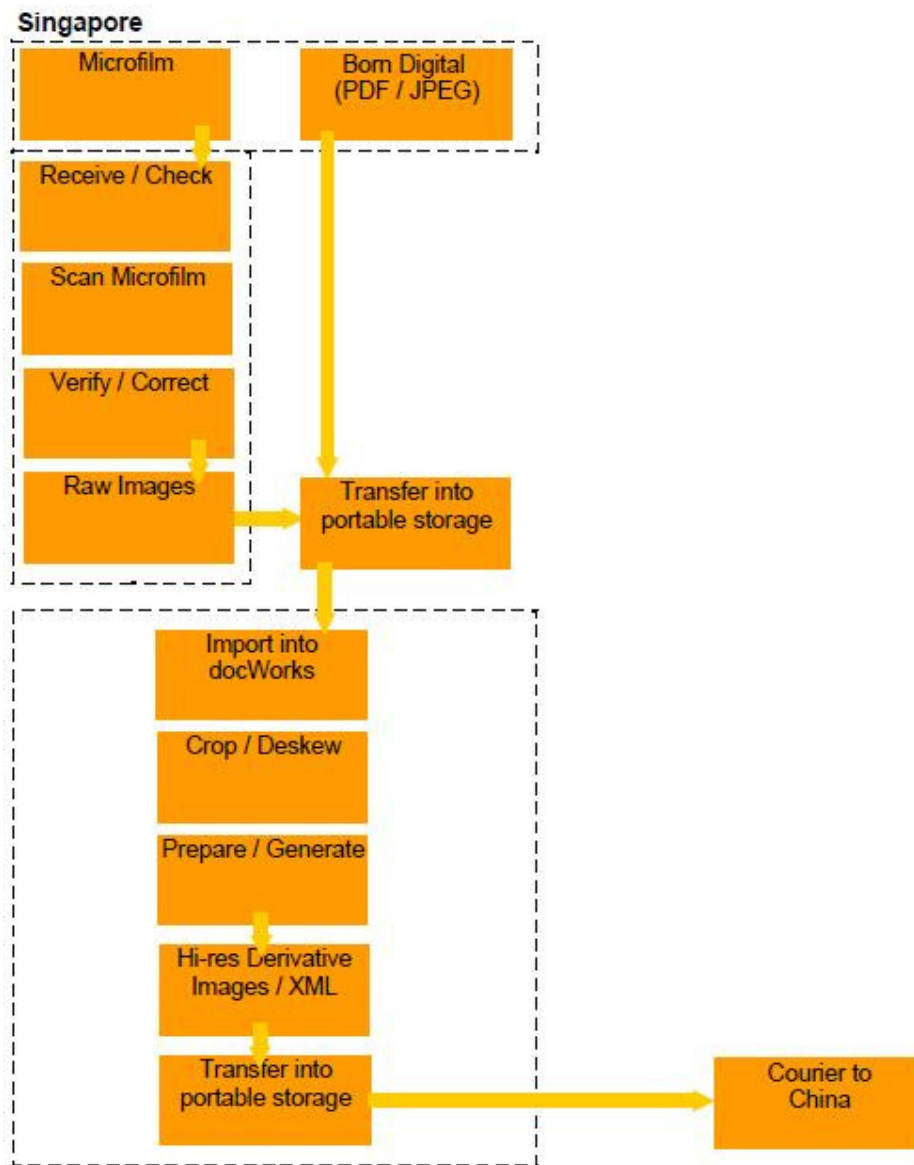 Singapore
Microfilm
Born Digital
(PDF / JPEG)
Receive / Check
Scan Microfilm
Verify / Correct
Raw Images
Transfer into
portable storage
Import into
docWorks
Crop / Deskew
Prepare / Generate
Hi-res Derivative
Images / XML
Transfer into
portable storage
Courier to
China